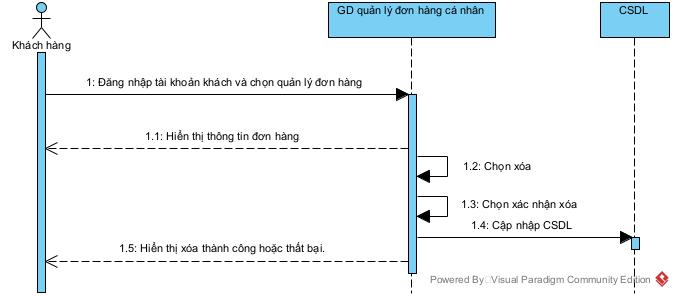 GD quản lý đơn hàng cá nhân
CSDL
Khách hàng
1: Đăng nhập tài khoản khách và chọn quản lý đơn hàng
1.1: Hiển thị thông tin đơn hàng
1.2: Chọn xóa
1.3: Chọn xác nhận xóa
1.4: Cập nhập CSDL
1.5: Hiển thị xóa thành công hoặc thất bại.
Powered By Visual Paradigm Community Edition